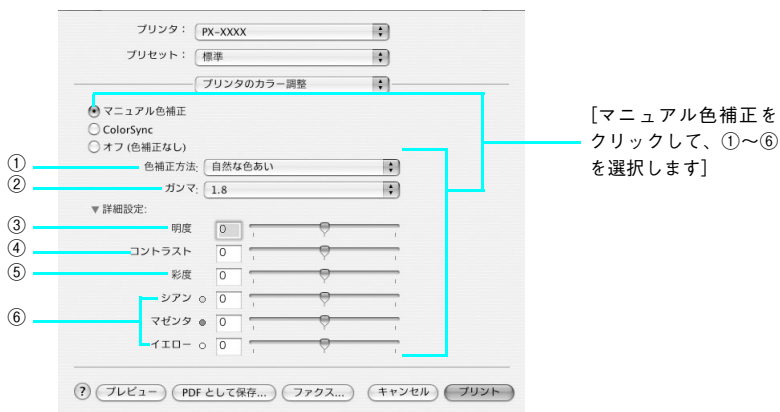 プリンタ： PX-XXXX
プリセット： 標準
プリンタのカラー調整
マニュアル色補正
ColorSync
オフ (色補正なし)
① 色補正方法: 自然な色あい
② ガンマ: 1.8
▼詳細設定:
③ 明度 0
④ コントラスト 0
⑤ 彩度 0
⑥
シアン 0
マゼンタ 0
イエロー 0
? プレビュー PDF として保存... ファクス... キャンセル プリント
[マニュアル色補正を
クリックして、①〜⑥
を選択します]